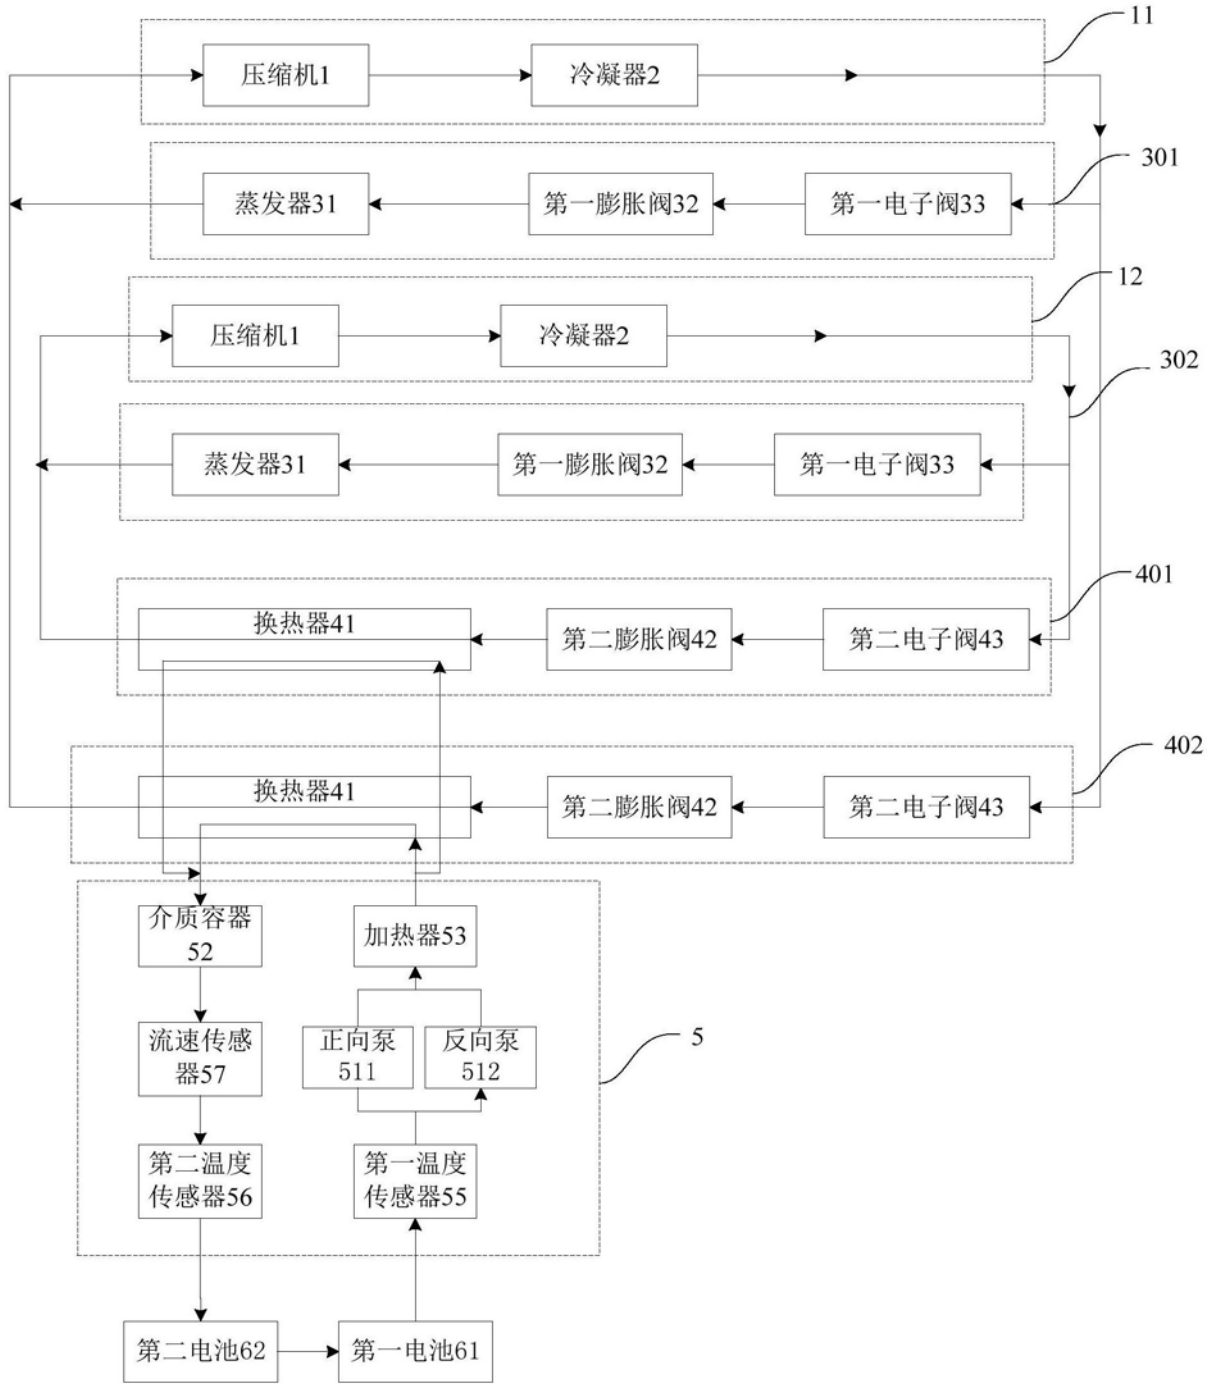 11
压缩机1
冷凝器2
301
蒸发器31
第一膨胀阀32
第一电子阀33
12
压缩机1
冷凝器2
302
蒸发器31
第一膨胀阀32
第一电子阀33
401
换热器41
第二膨胀阀42
第二电子阀43
402
换热器41
第二膨胀阀42
第二电子阀43
介质容器
52
加热器53
流速传感
器57
正向泵
511
反向泵
512
5
第二温度
传感器56
第一温度
传感器55
第二电池62
第一电池61